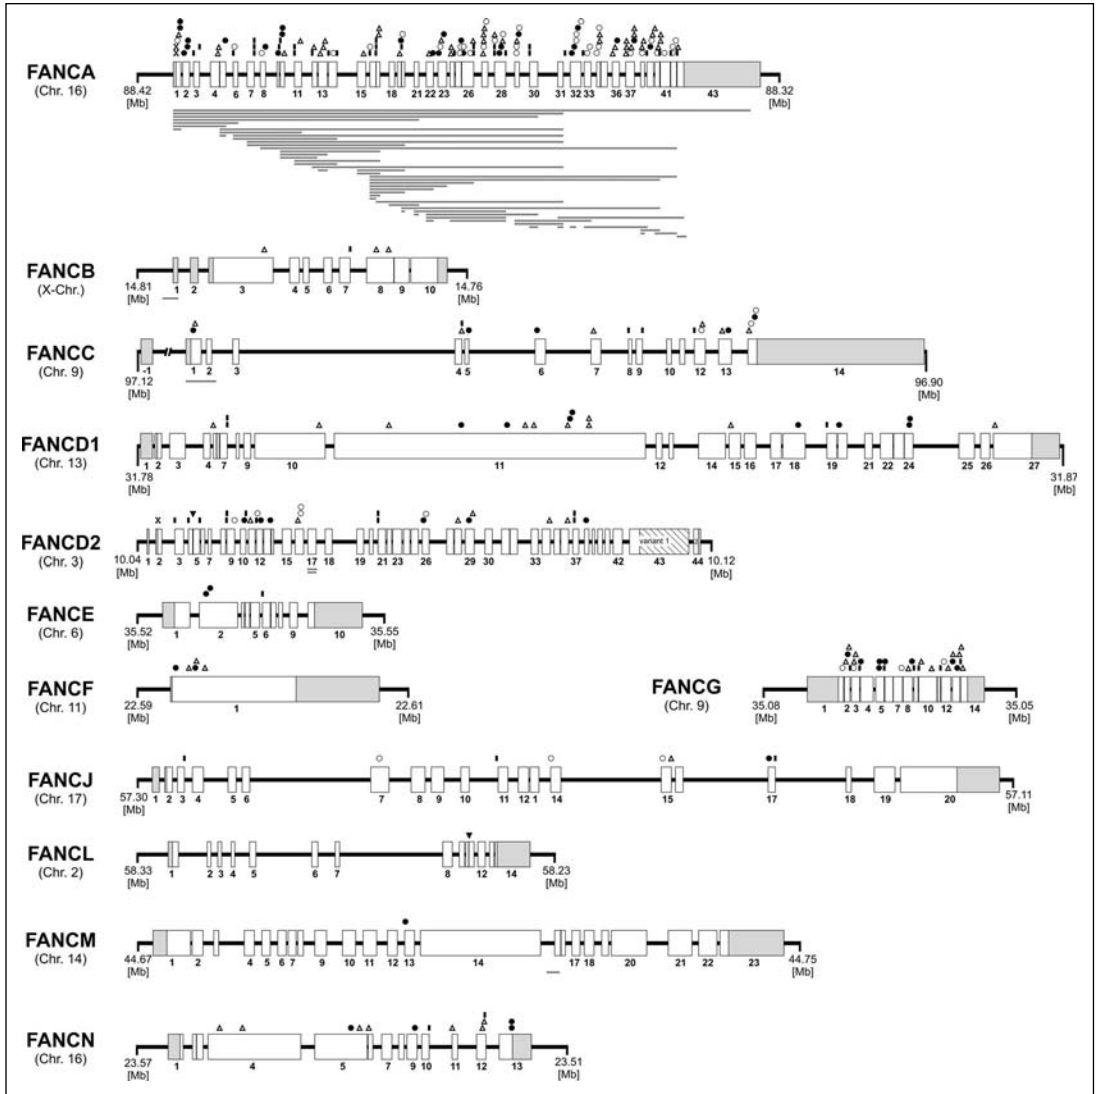 FANCA
(Chr. 16)
88.42
[Mb]
1 2 3 4 6 7 8 11 13 15 18 21 22 23 26 28 30 31 32 33 36 37 41 43
88.32
[Mb]
FANCB
(X-Chr.)
14.81
[Mb]
1 2 3 4 5 6 7 8 9 10
14.76
[Mb]
FANCC
(Chr. 9)
97.12
[Mb]
-1 1 2 3 4 5 6 7 8 9 10 12 13 14
96.90
[Mb]
FANCD1
(Chr. 13)
1 2 3 4 7 9 10 11 12 14 15 16 17 18 19 21 22 24 25 26 27
31.78
[Mb]
31.87
[Mb]
FANCD2
(Chr. 3)
variant 1
10.04
[Mb]
1 2 3 5 7 9 10 12 15 17 18 19 21 23 26 29 30 33 37 42 43 44
10.12
[Mb]
FANCE
(Chr. 6)
35.52
[Mb]
1 2 5 6 9 10
35.55
[Mb]
FANCF
(Chr. 11)
22.59
[Mb]
1
22.61
[Mb]
FANCG
(Chr. 9)
35.08
[Mb]
1 2 3 4 5 7 8 10 12 14
35.05
[Mb]
FANCJ
(Chr. 17)
57.30
[Mb]
1 2 3 4 5 6 7 8 9 10 11 12 1 14 15 17 18 19 20
57.11
[Mb]
FANCL
(Chr. 2)
58.33
[Mb]
1 2 3 4 5 6 7 8 12 14
58.23
[Mb]
FANCM
(Chr. 14)
44.67
[Mb]
1 2 4 5 6 7 9 10 11 12 13 14 17 18 20 21 22 23
44.75
[Mb]
FANCN
(Chr. 16)
23.57
[Mb]
1 4 5 7 9 10 11 12 13
23.51
[Mb]